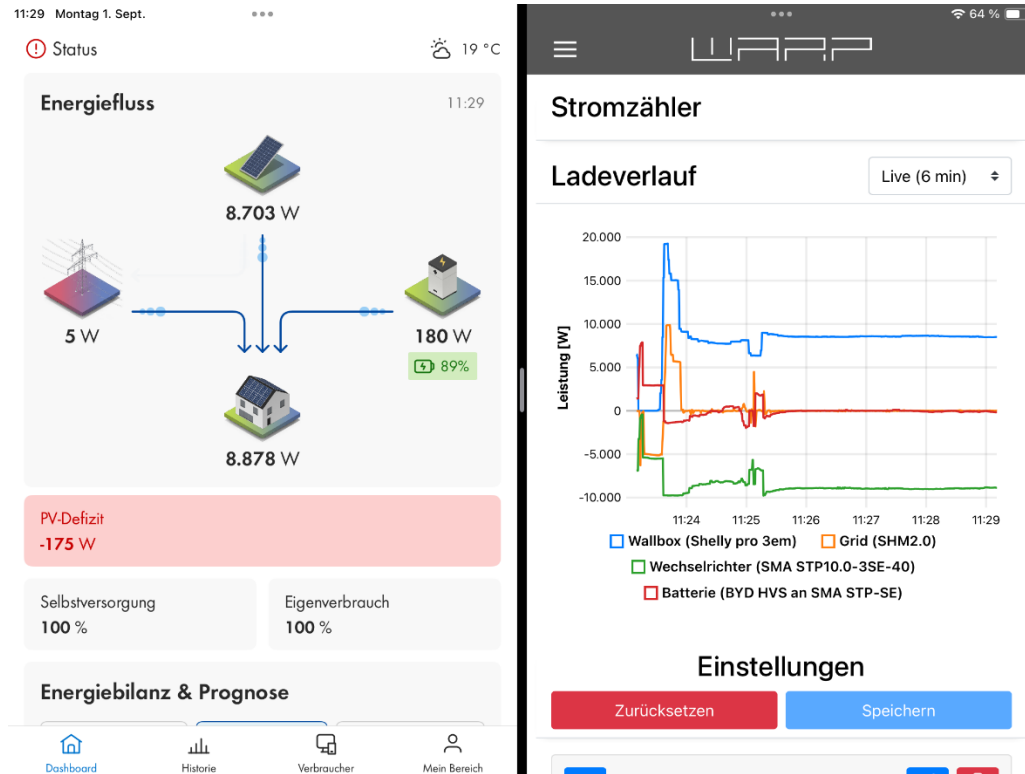 11:29 Montag 1. Sept.
Status
19 °C
Energiefluss
11:29
8.703 W
5 W
180 W
89%
8.878 W
PV-Defizit
-175 W
Selbstversorgung
100 %
Eigenverbrauch
100 %
Energiebilanz & Prognose
Dashboard
Historie
Verbraucher
Mein Bereich
64 %
WARP
Stromzähler
Ladeverlauf
Live (6 min)
Leistung [W]
20.000
15.000
10.000
5.000
0
-5.000
-10.000
11:24
11:25
11:26
11:27
11:28
11:29
Wallbox (Shelly pro 3em)
Grid (SHM2.0)
Wechselrichter (SMA STP10.0-3SE-40)
Batterie (BYD HVS an SMA STP-SE)
Einstellungen
Zurücksetzen
Speichern